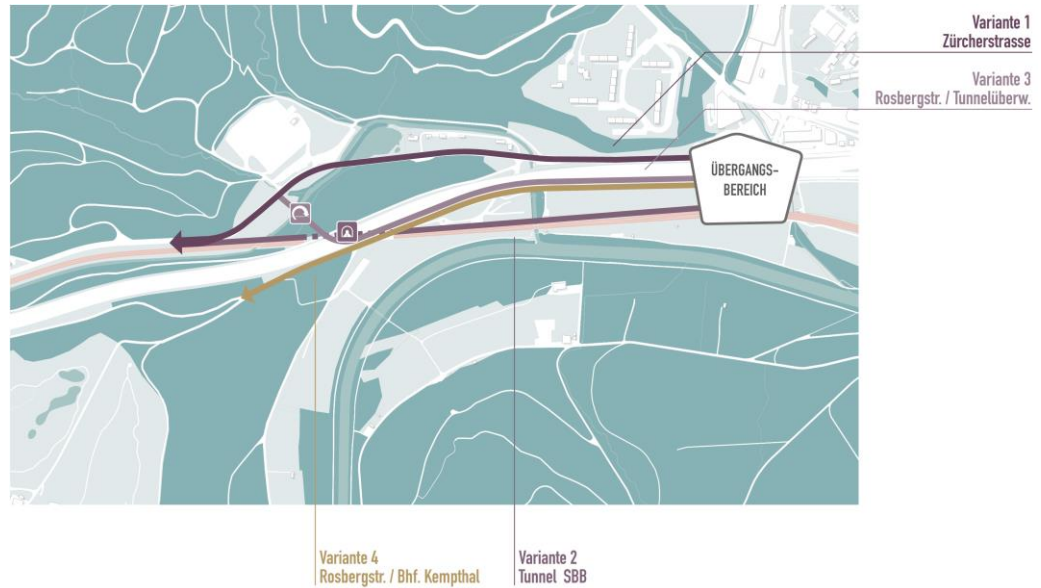 Variante 1
Zürcherstrasse
Variante 3
Rosbergstr. / Tunnelüberw.
ÜBERGANGS-
BEREICH
Variante 4
Rosbergstr. / Bhf. Kempthal
Variante 2
Tunnel SBB